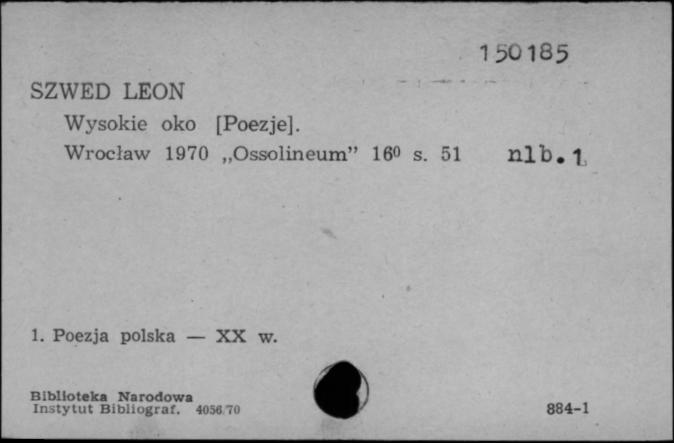 150185
SZWED LEON
Wysokie oko [Poezje].
Wrocław 1970 „Ossolineum” 16⁰ s. 51 nlb. 1
1. Poezja polska — XX w.
Biblioteka Narodowa
Instytut Bibliograf. 4056/70
884-1